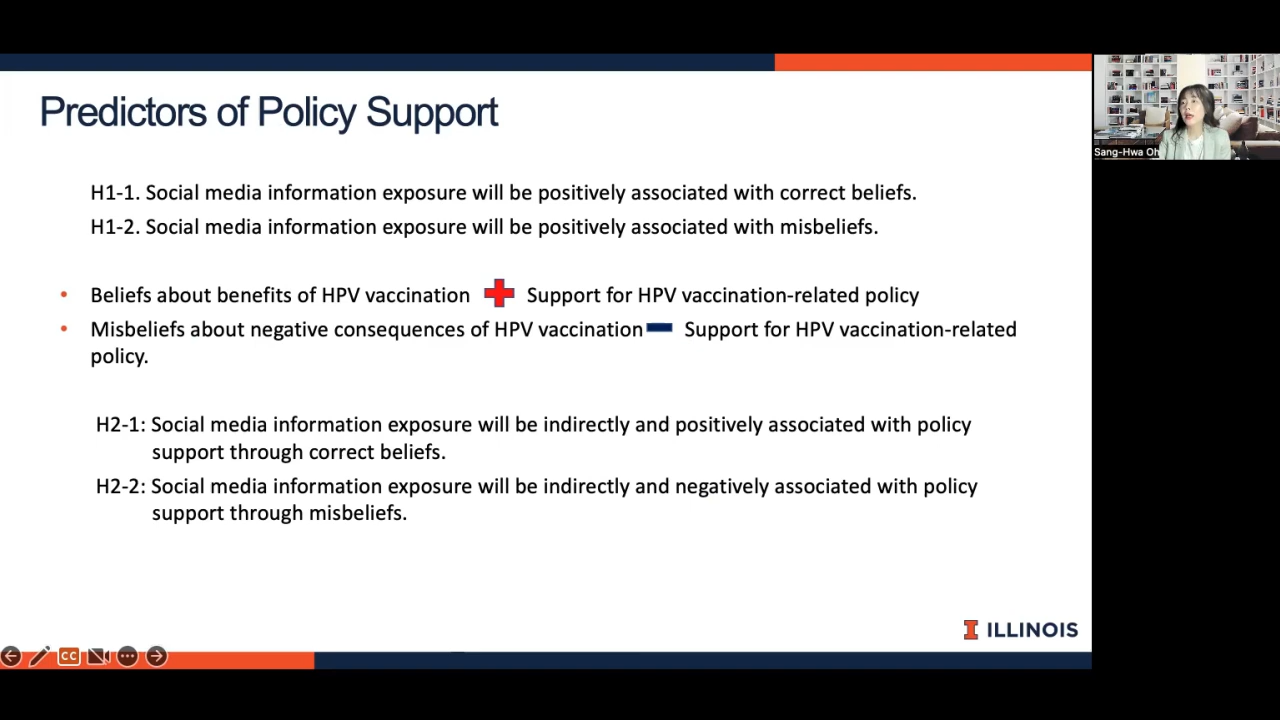 Predictors of Policy Support
Sang-Hwa Oh
H1-1. Social media information exposure will be positively associated with correct beliefs.
H1-2. Social media information exposure will be positively associated with misbeliefs.
• Beliefs about benefits of HPV vaccination Support for HPV vaccination-related policy
• Misbeliefs about negative consequences of HPV vaccination Support for HPV vaccination-related
policy.
H2-1: Social media information exposure will be indirectly and positively associated with policy
support through correct beliefs.
H2-2: Social media information exposure will be indirectly and negatively associated with policy
support through misbeliefs.
I ILLINOIS
CC